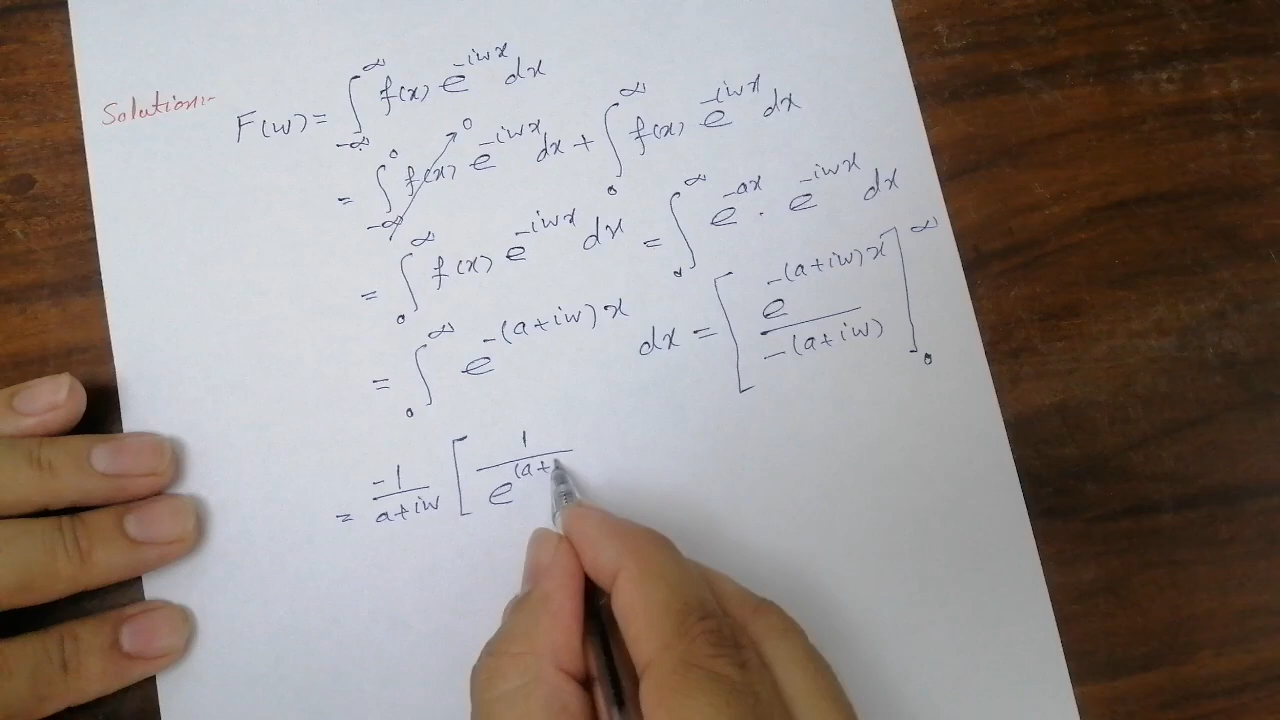 Solution:-
F(w) = ∫_{-∞}^{∞} f(x) e^{-iwx} dx
= ∫_{-∞}^{0} f(x) e^{-iwx} dx + ∫_{0}^{∞} f(x) e^{-iwx} dx
0
= ∫_{0}^{∞} f(x) e^{-iwx} dx = ∫_{0}^{∞} e^{-ax} . e^{-iwx} dx
= ∫_{0}^{∞} e^{-(a+iw)x} dx = [ e^{-(a+iw)x} / -(a+iw) ]_{0}^{∞}
= -1/(a+iw) [ 1 / e^{(a+